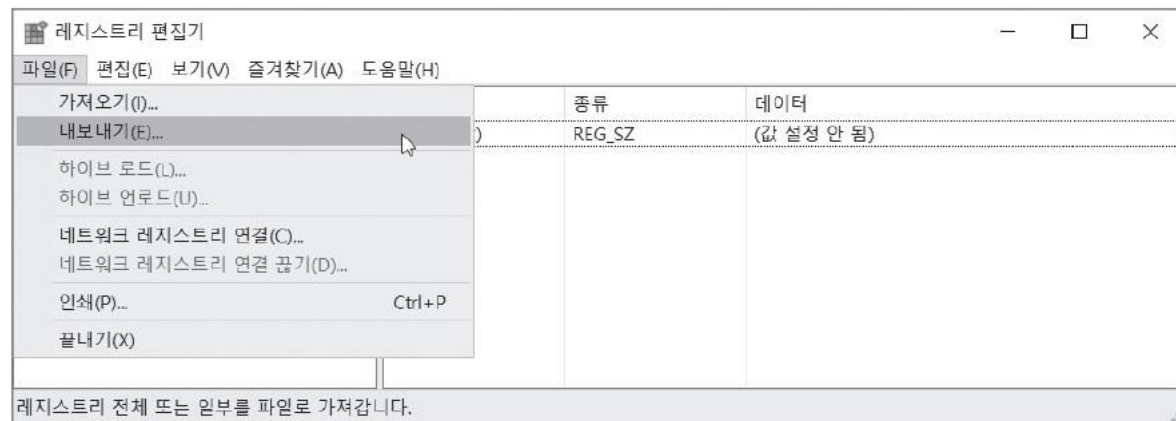 레지스트리 편집기
파일(F) 편집(E) 보기(V) 즐겨찾기(A) 도움말(H)
가져오기(I)... 종류 데이터
내보내기(E)... ) REG_SZ (값 설정 안 됨)
하이브 로드(L)...
하이브 언로드(U)...
네트워크 레지스트리 연결(C)...
네트워크 레지스트리 연결 끊기(D)...
인쇄(P)... Ctrl+P
끝내기(X)
레지스트리 전체 또는 일부를 파일로 가져갑니다.